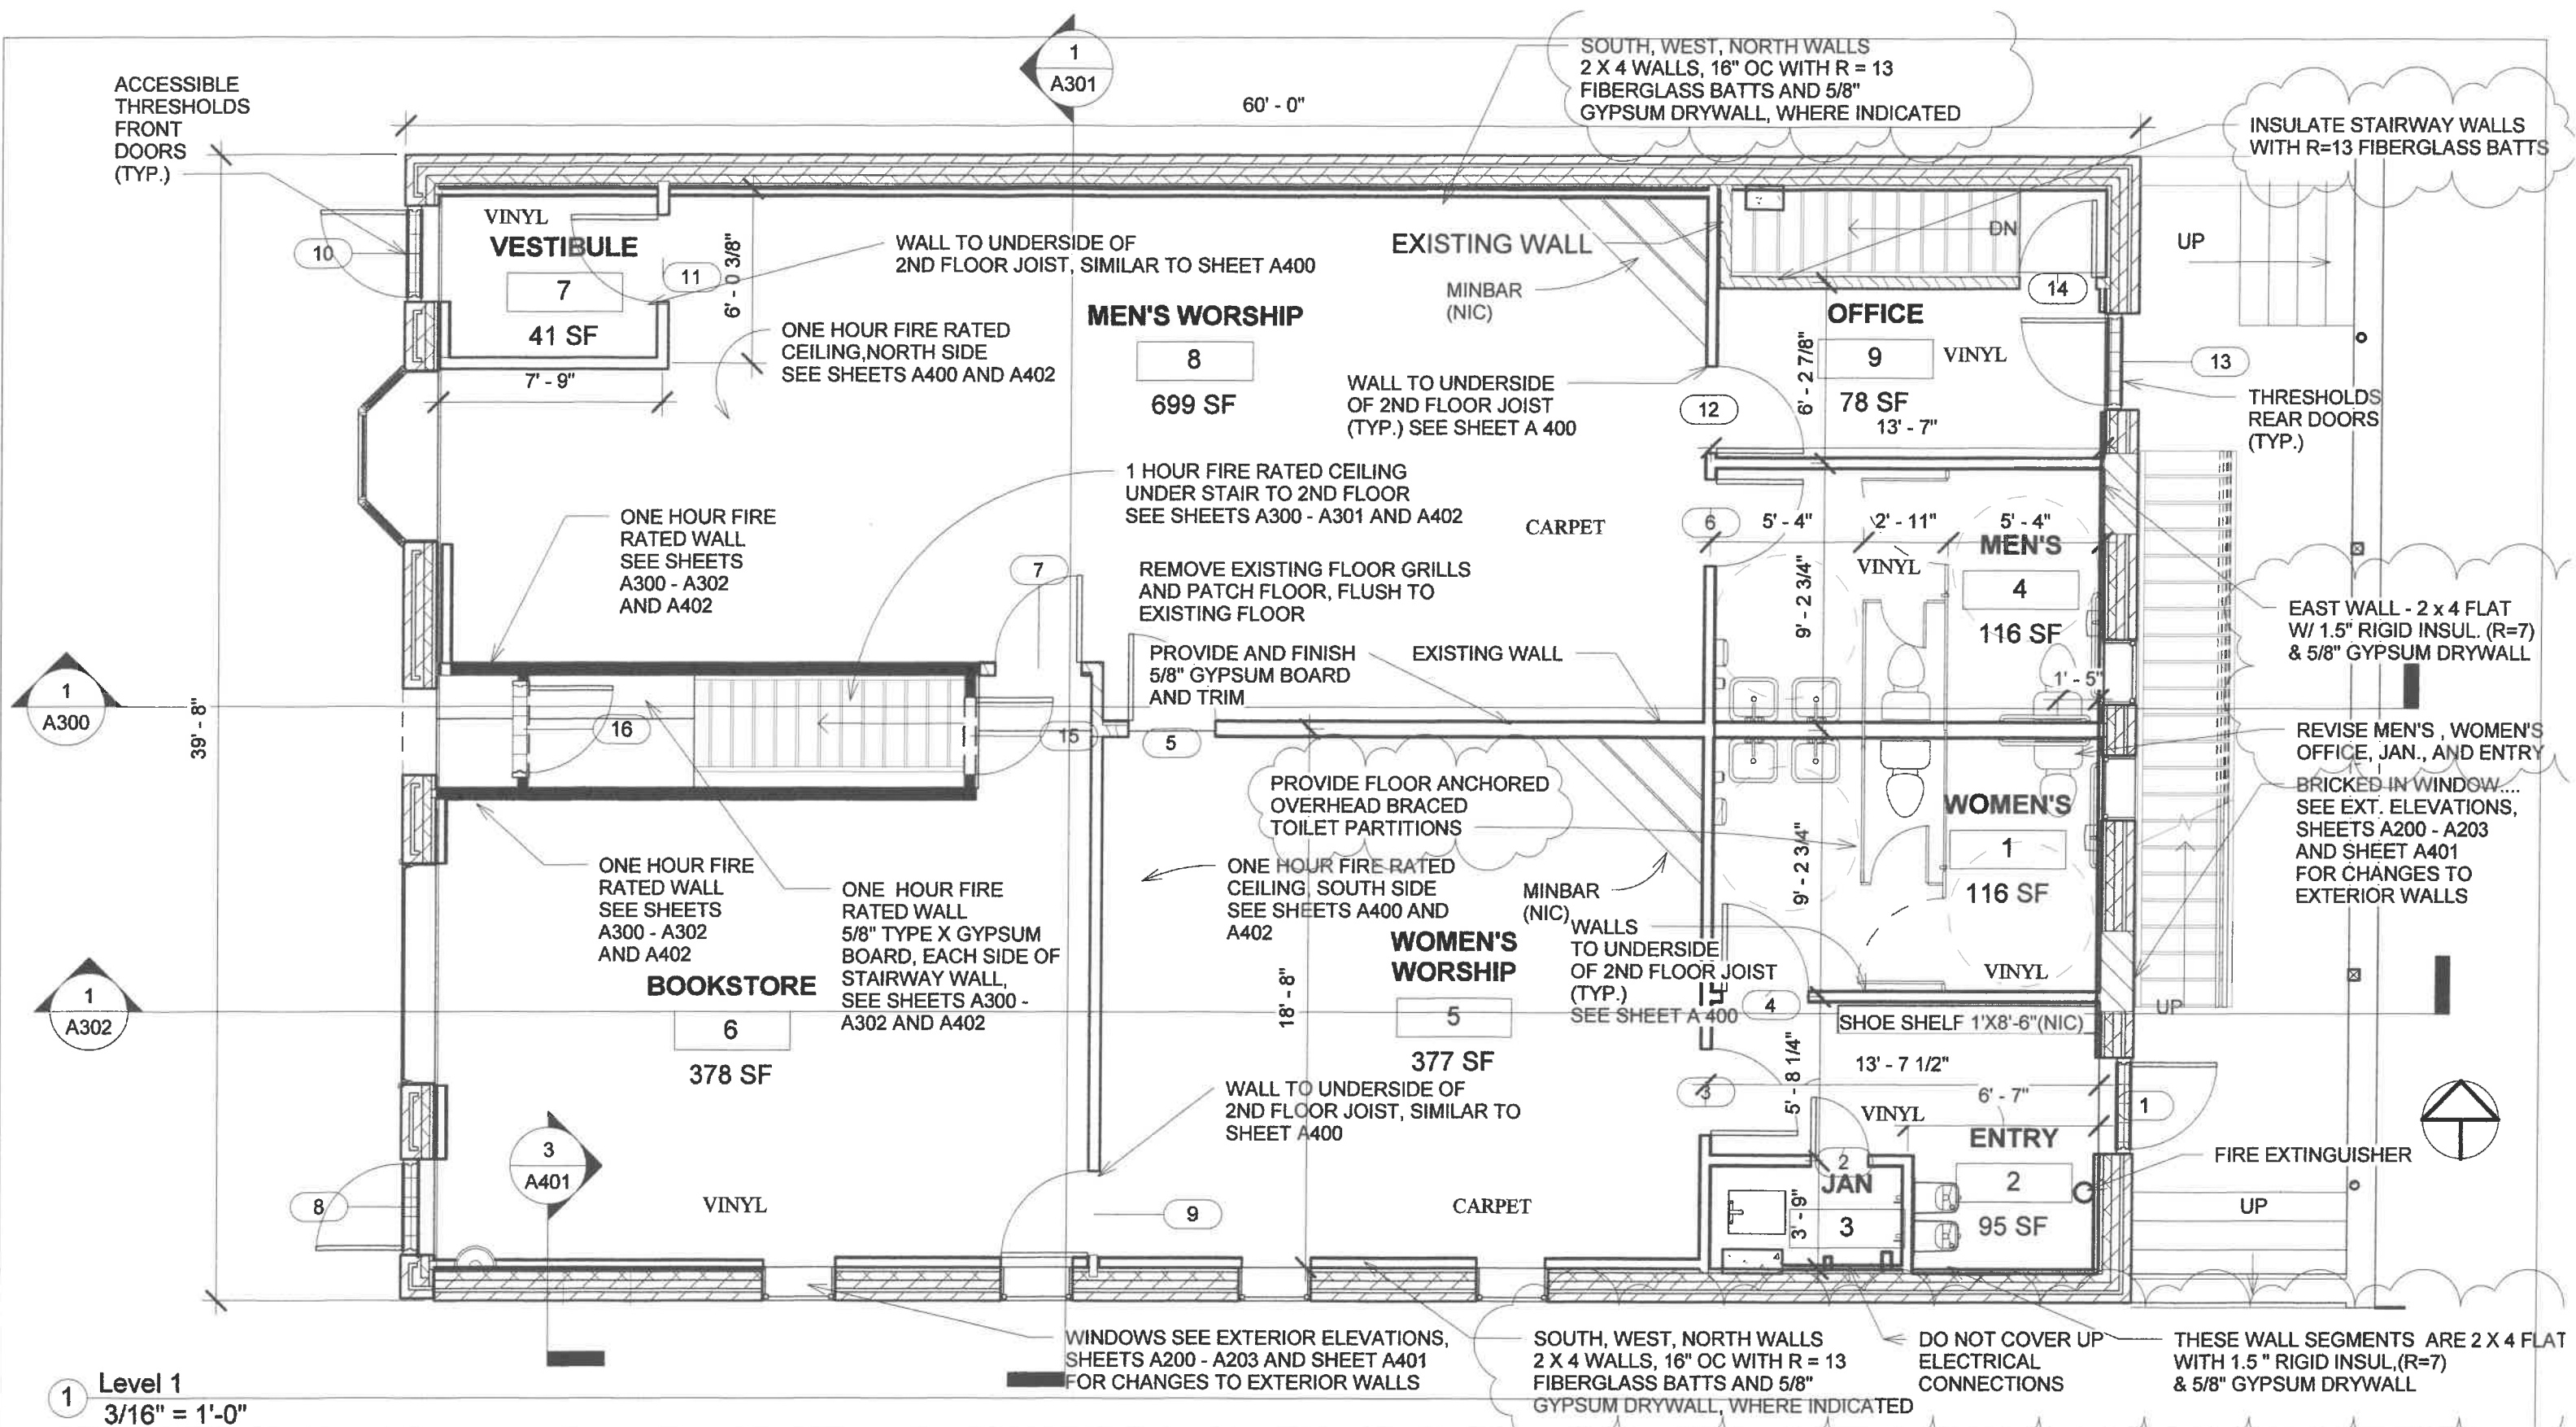 1
A301
60' - 0"
ACCESSIBLE
THRESHOLDS
FRONT
DOORS
(TYP.)
SOUTH, WEST, NORTH WALLS
2 X 4 WALLS, 16" OC WITH R = 13
FIBERGLASS BATTS AND 5/8"
GYPSUM DRYWALL, WHERE INDICATED
INSULATE STAIRWAY WALLS
WITH R=13 FIBERGLASS BATTS
10
VINYL
VESTIBULE
7
41 SF
7' - 9"
11
6' - 0 3/8"
WALL TO UNDERSIDE OF
2ND FLOOR JOIST, SIMILAR TO SHEET A400
ONE HOUR FIRE RATED
CEILING,NORTH SIDE
SEE SHEETS A400 AND A402
MEN'S WORSHIP
8
699 SF
EXISTING WALL
MINBAR
(NIC)
WALL TO UNDERSIDE
OF 2ND FLOOR JOIST
(TYP.) SEE SHEET A 400
DN
UP
14
OFFICE
9
VINYL
78 SF
13' - 7"
6' - 2 7/8"
12
13
THRESHOLDS
REAR DOORS
(TYP.)
1 HOUR FIRE RATED CEILING
UNDER STAIR TO 2ND FLOOR
SEE SHEETS A300 - A301 AND A402
CARPET
ONE HOUR FIRE
RATED WALL
SEE SHEETS
A300 - A302
AND A402
7
REMOVE EXISTING FLOOR GRILLS
AND PATCH FLOOR, FLUSH TO
EXISTING FLOOR
PROVIDE AND FINISH
5/8" GYPSUM BOARD
AND TRIM
EXISTING WALL
6
5' - 4"
2' - 11"
5' - 4"
MEN'S
VINYL
4
116 SF
9' - 2 3/4"
1' - 5"
EAST WALL - 2 x 4 FLAT
W/ 1.5" RIGID INSUL. (R=7)
& 5/8" GYPSUM DRYWALL
1
A300
39' - 8"
16
15
5
REVISE MEN'S , WOMEN'S
OFFICE, JAN., AND ENTRY
BRICKED IN WINDOW....
SEE EXT. ELEVATIONS,
SHEETS A200 - A203
AND SHEET A401
FOR CHANGES TO
EXTERIOR WALLS
PROVIDE FLOOR ANCHORED
OVERHEAD BRACED
TOILET PARTITIONS
WOMEN'S
1
116 SF
9' - 2 3/4"
VINYL
ONE HOUR FIRE
RATED WALL
SEE SHEETS
A300 - A302
AND A402
ONE HOUR FIRE
RATED WALL
5/8" TYPE X GYPSUM
BOARD, EACH SIDE OF
STAIRWAY WALL,
SEE SHEETS A300 -
A302 AND A402
ONE HOUR FIRE RATED
CEILING, SOUTH SIDE
SEE SHEETS A400 AND
A402
MINBAR
(NIC)
WALLS
TO UNDERSIDE
OF 2ND FLOOR JOIST
(TYP.)
SEE SHEET A 400
1
A302
BOOKSTORE
6
378 SF
WOMEN'S
WORSHIP
5
377 SF
18' - 8"
4
SHOE SHELF 1'X8'-6"(NIC)
UP
13' - 7 1/2"
5' - 8 1/4"
6' - 7"
3
VINYL
1
WALL TO UNDERSIDE OF
2ND FLOOR JOIST, SIMILAR TO
SHEET A400
ENTRY
2
95 SF
FIRE EXTINGUISHER
UP
2
JAN
3
3' - 9"
3
A401
8
VINYL
9
CARPET
WINDOWS SEE EXTERIOR ELEVATIONS,
SHEETS A200 - A203 AND SHEET A401
FOR CHANGES TO EXTERIOR WALLS
SOUTH, WEST, NORTH WALLS
2 X 4 WALLS, 16" OC WITH R = 13
FIBERGLASS BATTS AND 5/8"
GYPSUM DRYWALL, WHERE INDICATED
DO NOT COVER UP
ELECTRICAL
CONNECTIONS
THESE WALL SEGMENTS ARE 2 X 4 FLAT
WITH 1.5 " RIGID INSUL,(R=7)
& 5/8" GYPSUM DRYWALL
1
Level 1
3/16" = 1'-0"